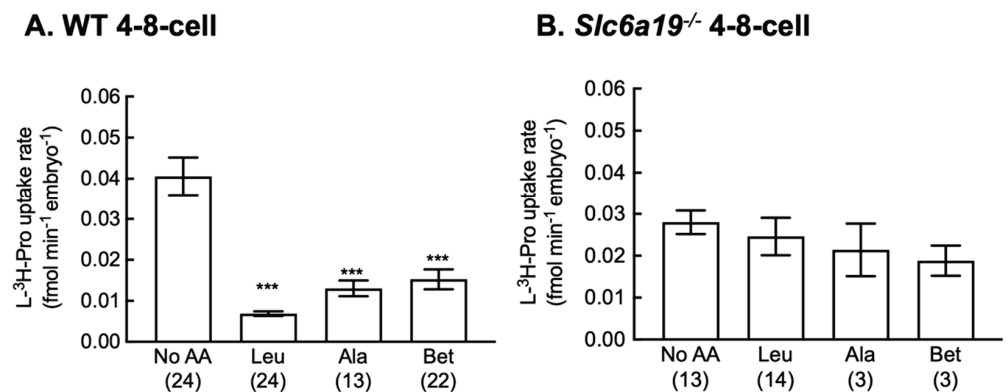 A. WT 4-8-cell
L-³H-Pro uptake rate
(fmol min⁻¹ embryo⁻¹)
0.06
0.05
0.04
0.03
0.02
0.01
0.00
***
***
***
No AA Leu Ala Bet
(24) (24) (13) (22)
B. Slc6a19⁻/⁻ 4-8-cell
L-³H-Pro uptake rate
(fmol min⁻¹ embryo⁻¹)
0.06
0.05
0.04
0.03
0.02
0.01
0.00
No AA Leu Ala Bet
(13) (14) (3) (3)